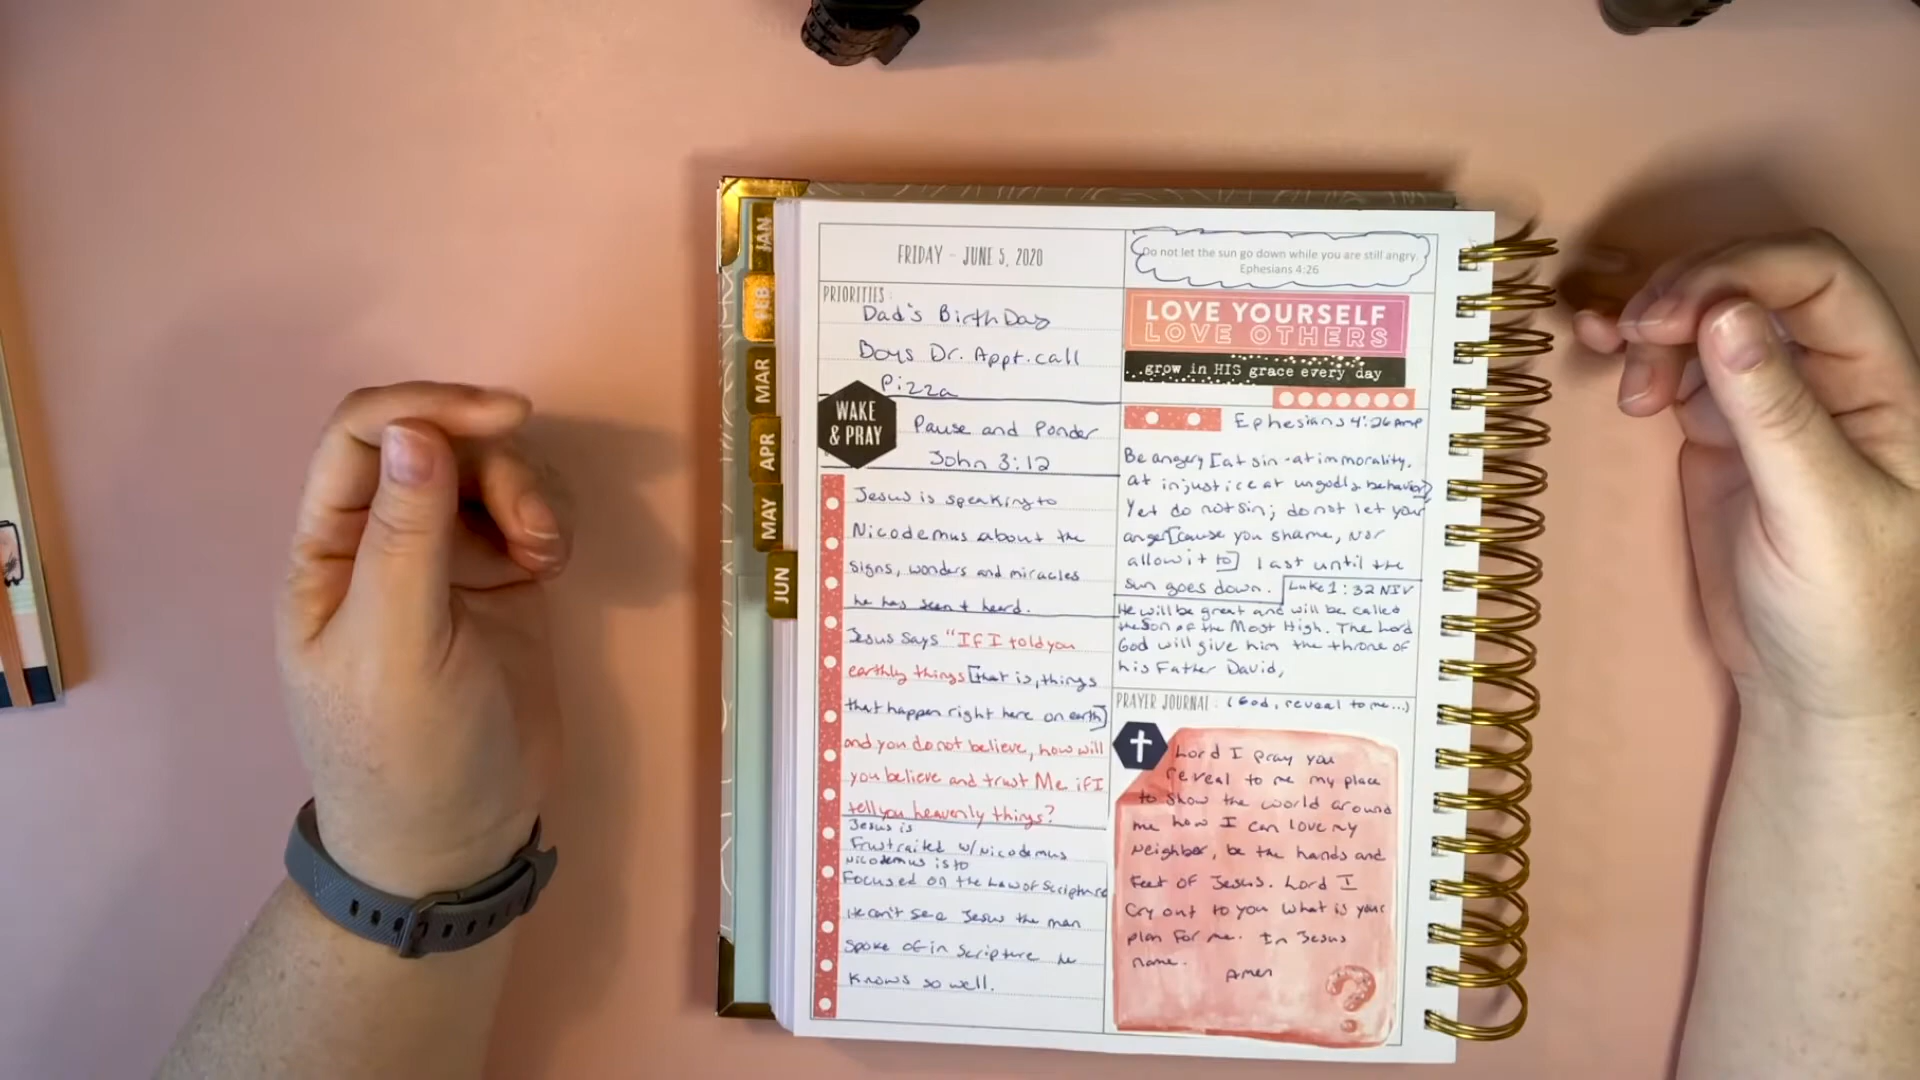 JAN
FEB
MAR
APR
MAY
JUN
FRIDAY - JUNE 5, 2020
PRIORITIES:
Dad's BirthDay
Boys Dr. Appt. call
Pizza
WAKE
& PRAY
Pause and Ponder
John 3:12
Jesus is speaking to
Nicodemus about the
signs, wonders and miracles
he has seen + heard.
Jesus says "If I told you
earthly things [that is, things
that happen right here on earth]
and you do not believe, how will
you believe and trust Me if I
tell you heavenly things?
Jesus is
Frustraited w/Nicodemus
Nicodemus is to
Focused on the Law of Scripture
He can't see Jesus the man
spoke of in Scripture he
knows so well.
Do not let the sun go down while you are still angry.
Ephesians 4:26
LOVE YOURSELF
LOVE OTHERS
...grow in HIS grace every day
Ephesians 4:26 AMP
Be angery [at sin - at immorality,
at injustice at ungodly behavior]
Yet do not sin; do not let your
anger [cause you shame, nor
allow it to] last until the
sun goes down.
Luke 1:32 NIV
He will be great and will be called
the Son of the Most High. The Lord
God will give him the throne of
his Father David,
PRAYER JOURNAL: (God, reveal to me...)
Lord I pray you
reveal to me my place
to show the world around
me how I can love my
Neighbor, be the hands and
feet of Jesus. Lord I
Cry out to you what is your
plan for me. In Jesus
name.
Amen
?